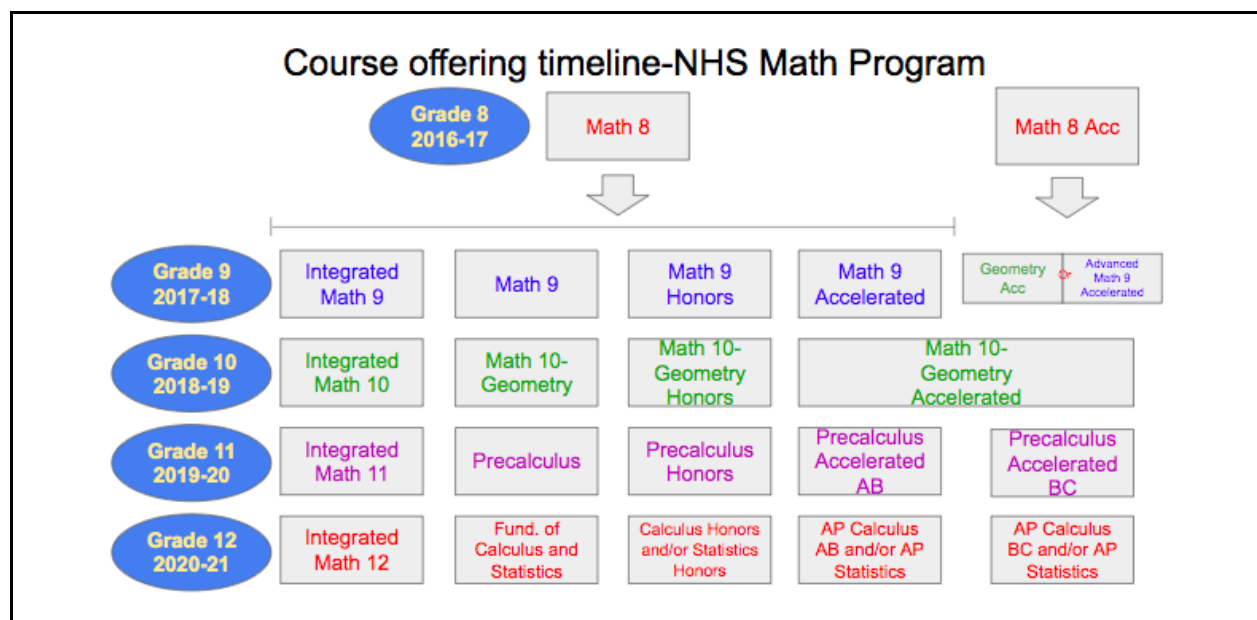 Course offering timeline-NHS Math Program
Grade 8
2016-17
Math 8
Math 8 Acc
Grade 9
2017-18
Integrated
Math 9
Math 9
Math 9
Honors
Math 9
Accelerated
Geometry
Acc
Or
Advanced
Math 9
Accelerated
Grade 10
2018-19
Integrated
Math 10
Math 10-
Geometry
Math 10-
Geometry
Honors
Math 10-
Geometry
Accelerated
Grade 11
2019-20
Integrated
Math 11
Precalculus
Precalculus
Honors
Precalculus
Accelerated
AB
Precalculus
Accelerated
BC
Grade 12
2020-21
Integrated
Math 12
Fund. of
Calculus and
Statistics
Calculus Honors
and/or Statistics
Honors
AP Calculus
AB and/or AP
Statistics
AP Calculus
BC and/or AP
Statistics